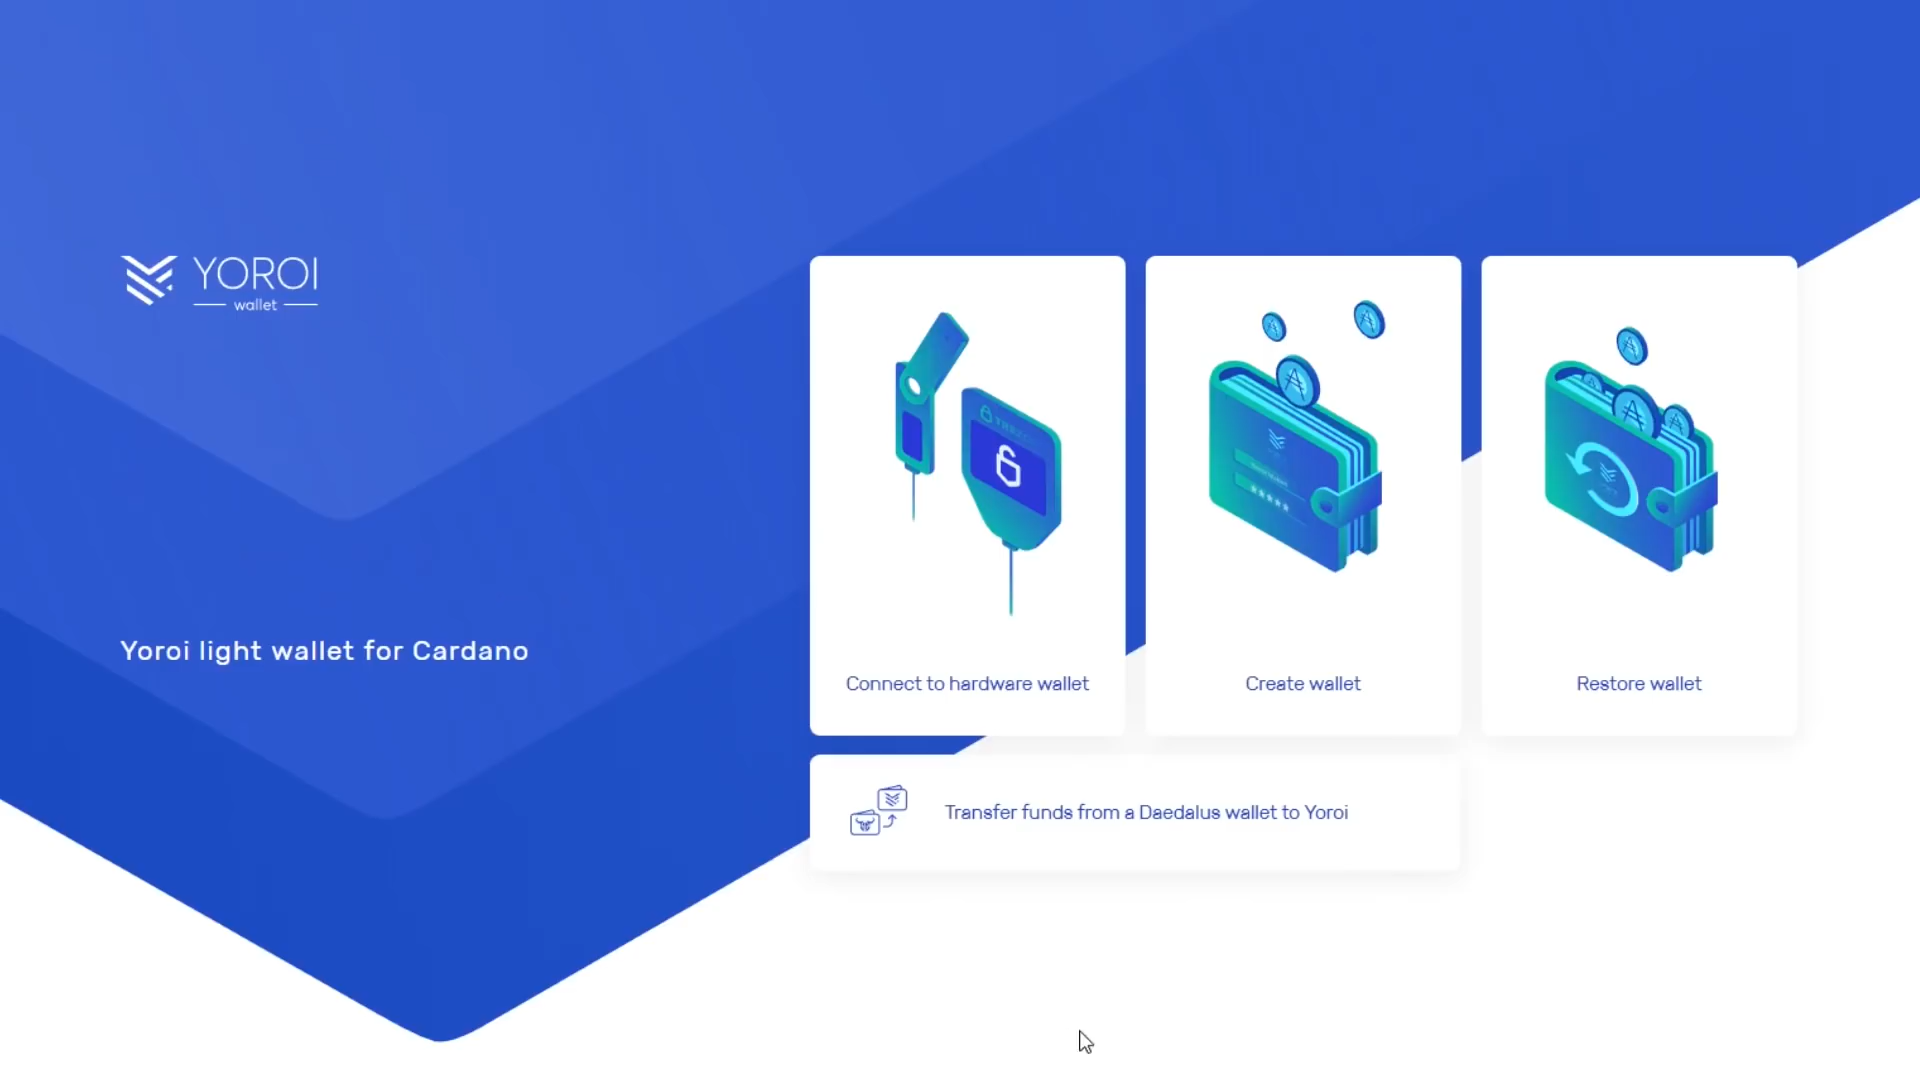 YOROI
wallet
Yoroi light wallet for Cardano
Connect to hardware wallet
Create wallet
Restore wallet
Transfer funds from a Daedalus wallet to Yoroi